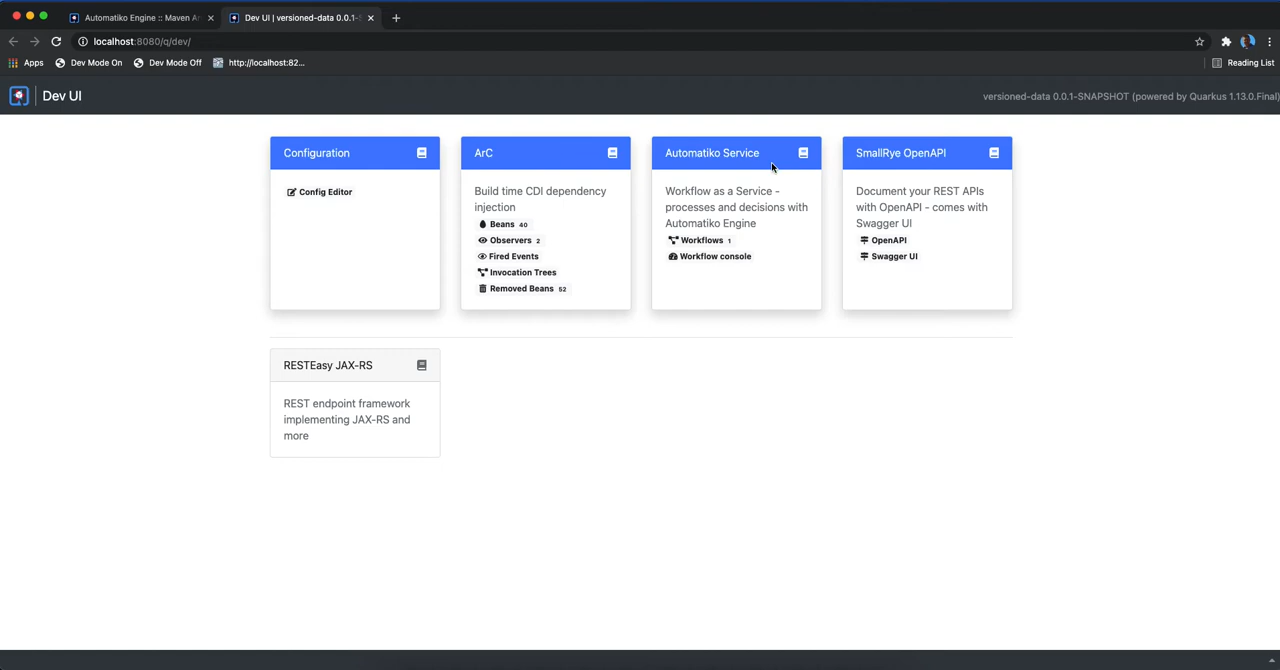 Automatiko Engine :: Maven Ar
Dev UI | versioned-data 0.0.1-S
localhost:8080/q/dev/
Apps
Dev Mode On
Dev Mode Off
http://localhost:82...
Reading List
Dev UI
versioned-data 0.0.1-SNAPSHOT (powered by Quarkus 1.13.0.Final)
Configuration
Config Editor
ArC
Build time CDI dependency
injection
Beans 40
Observers 2
Fired Events
Invocation Trees
Removed Beans 52
Automatiko Service
Workflow as a Service -
processes and decisions with
Automatiko Engine
Workflows 1
Workflow console
SmallRye OpenAPI
Document your REST APIs
with OpenAPI - comes with
Swagger UI
OpenAPI
Swagger UI
RESTEasy JAX-RS
REST endpoint framework
implementing JAX-RS and
more